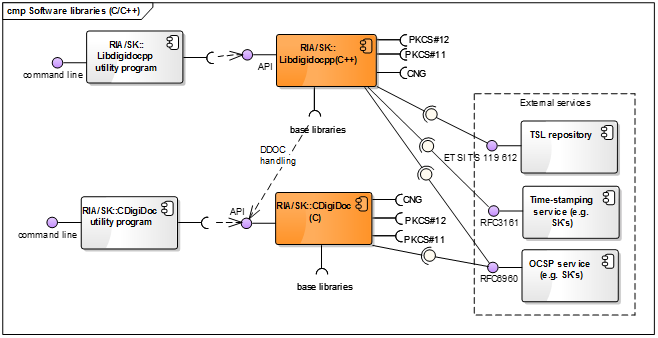 cmp Software libraries (C/C++)
RIA/SK::
Libdigidocpp
utility program
command line
API
RIA/SK::
Libdigidocpp(C++)
PKCS#12
PKCS#11
CNG
base libraries
DDOC
handling
External services
TSL repository
ETSI TS 119 612
Time-stamping
service (e.g.
SK's)
RFC3161
OCSP service
(e.g. SK's)
RFC6960
RIA/SK::CDigiDoc
utility program
command line
API
RIA/SK::CDigiDoc
(C)
CNG
PKCS#12
PKCS#11
base libraries